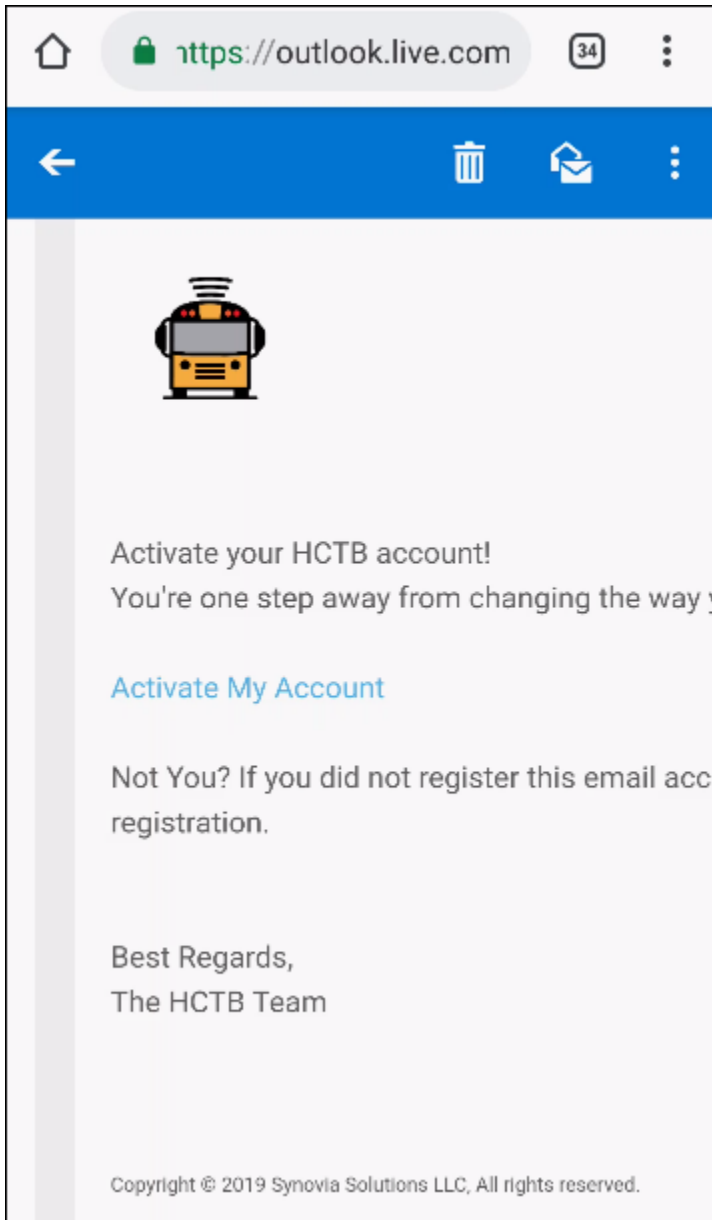 https://outlook.live.com
34
Activate your HCTB account!
You're one step away from changing the way
Activate My Account
Not You? If you did not register this email acc
registration.
Best Regards,
The HCTB Team
Copyright © 2019 Synovia Solutions LLC, All rights reserved.